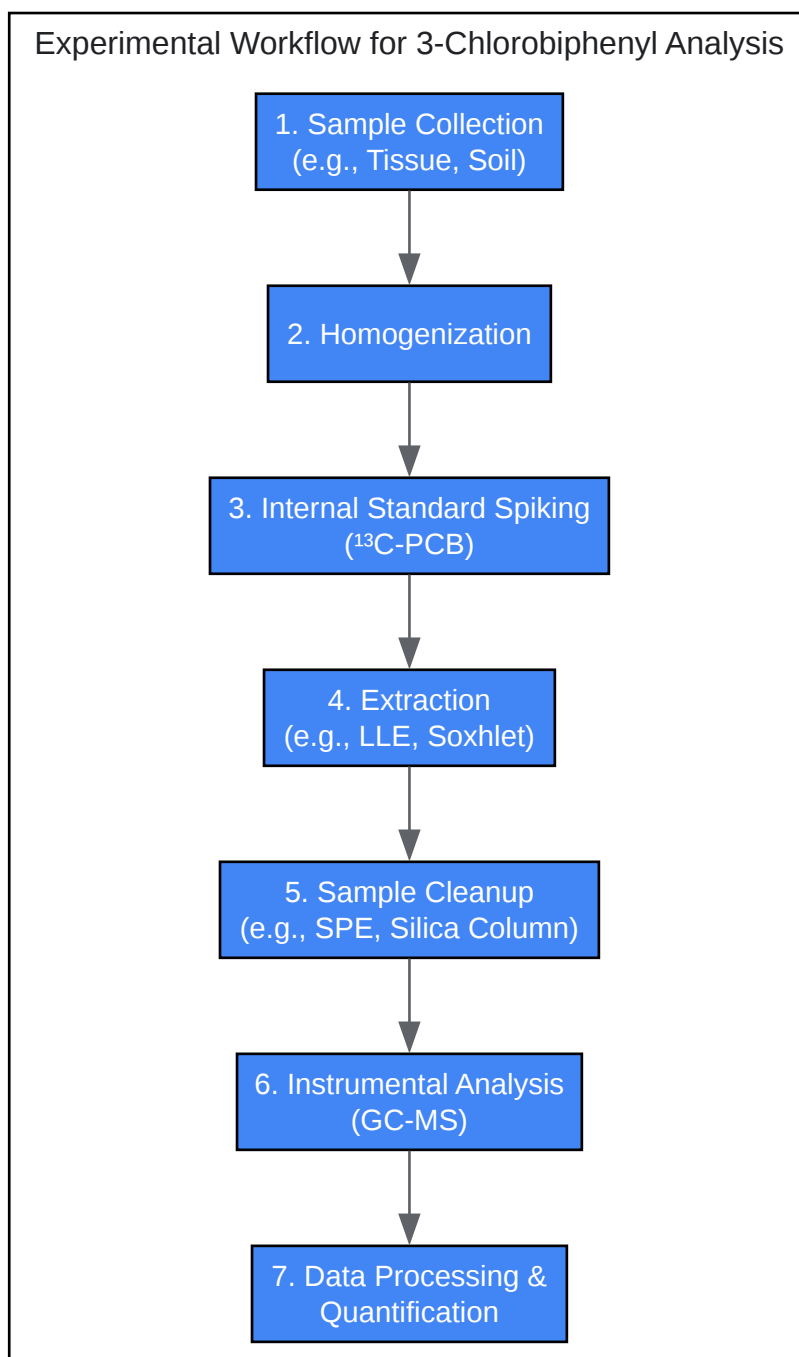 Experimental Workflow for 3-Chlorobiphenyl Analysis
1. Sample Collection
(e.g., Tissue, Soil)
2. Homogenization
3. Internal Standard Spiking
(¹³C-PCB)
4. Extraction
(e.g., LLE, Soxhlet)
5. Sample Cleanup
(e.g., SPE, Silica Column)
6. Instrumental Analysis
(GC-MS)
7. Data Processing &
Quantification